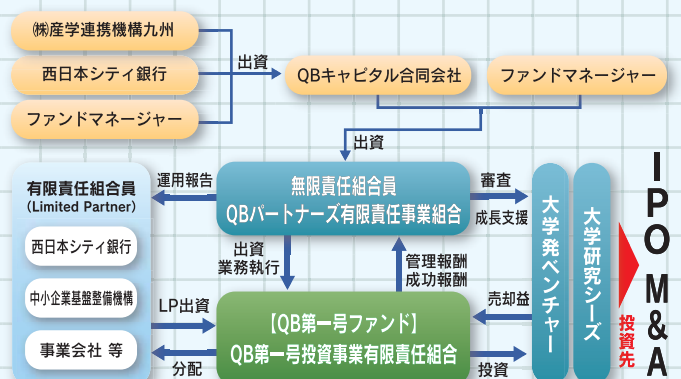 ㈱産学連携機構九州
西日本シティ銀行
ファンドマネージャー
出資
QBキャピタル合同会社
ファンドマネージャー
出資
有限責任組合員
(Limited Partner)
西日本シティ銀行
中小企業基盤整備機構
事業会社 等
運用報告
無限責任組合員
QBパートナーズ有限責任事業組合
審査
成長支援
出資
業務執行
管理報酬
成功報酬
LP出資
分配
【QB第一号ファンド】
QB第一号投資事業有限責任組合
売却益
投資
大学発ベンチャー
大学研究シーズ
投資先
IPO M&A